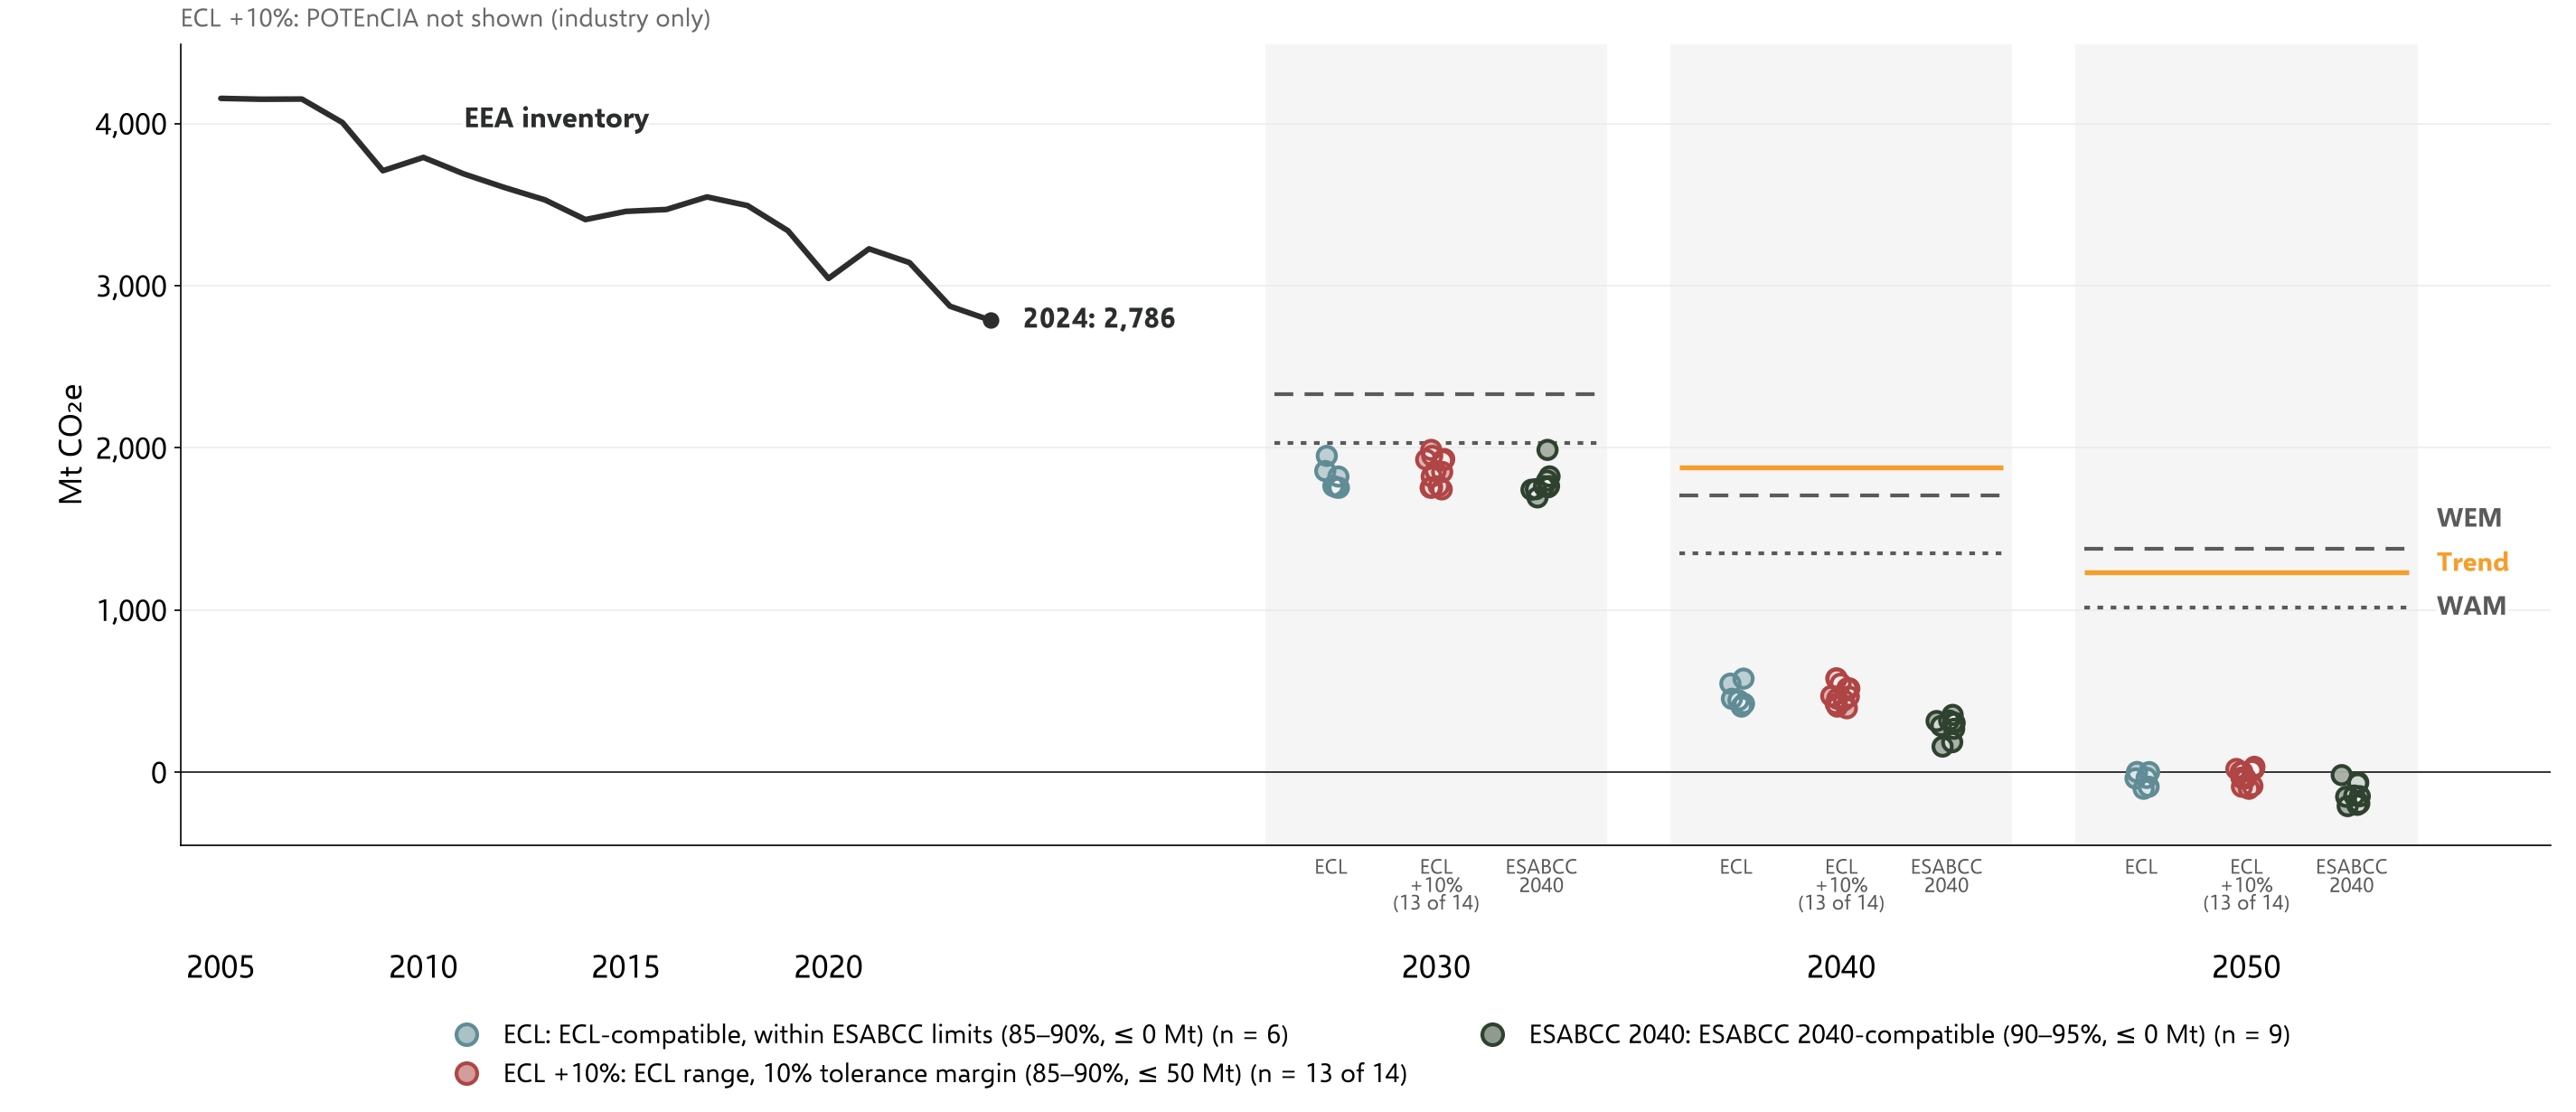 ECL +10%: POTEnCIA not shown (industry only)
4,000
3,000
2,000
1,000
0
Mt CO₂e
EEA inventory
2024: 2,786
WEM
Trend
WAM
ECL
ECL
+10%
(13 of 14)
ESABCC
2040
ECL
ECL
+10%
(13 of 14)
ESABCC
2040
ECL
ECL
+10%
(13 of 14)
ESABCC
2040
2005 2010 2015 2020 2030 2040 2050
ECL: ECL-compatible, within ESABCC limits (85–90%, ≤ 0 Mt) (n = 6)
ECL +10%: ECL range, 10% tolerance margin (85–90%, ≤ 50 Mt) (n = 13 of 14)
ESABCC 2040: ESABCC 2040-compatible (90–95%, ≤ 0 Mt) (n = 9)